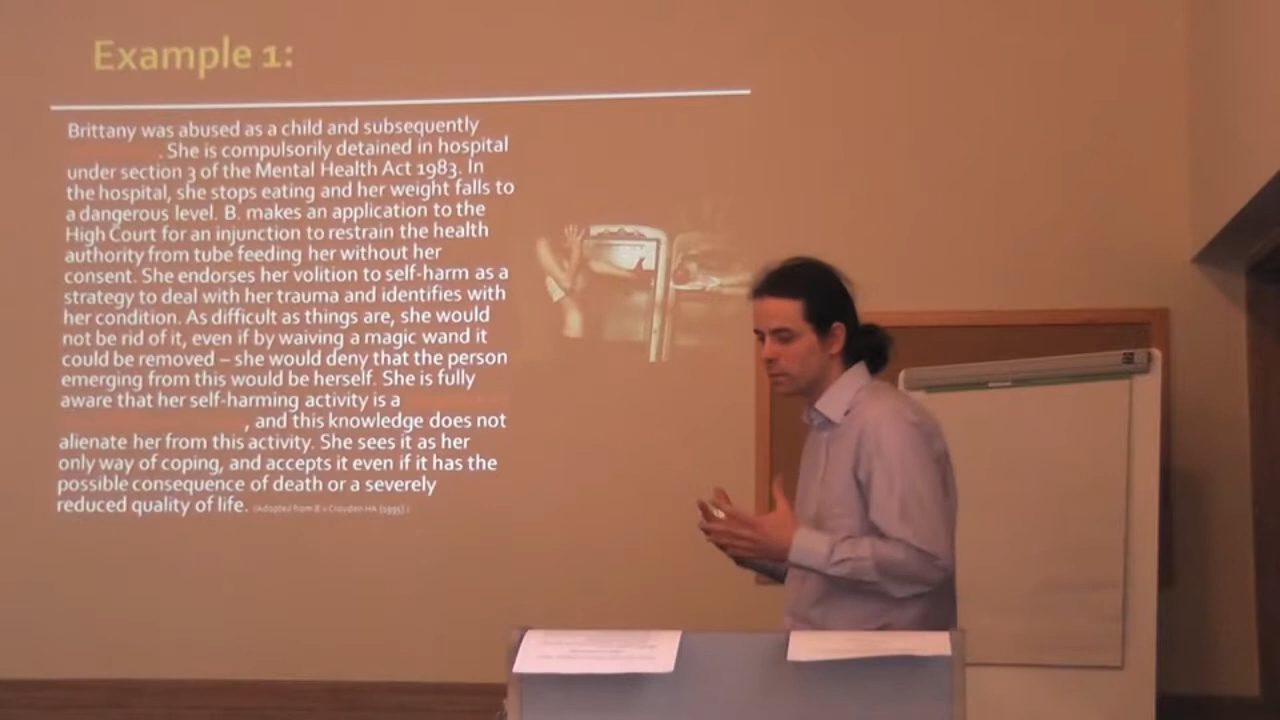 Example 1:
Brittany was abused as a child and subsequently
. She is compulsorily detained in hospital
under section 3 of the Mental Health Act 1983. In
the hospital, she stops eating and her weight falls to
a dangerous level. B. makes an application to the
High Court for an injunction to restrain the health
authority from tube feeding her without her
consent. She endorses her volition to self-harm as a
strategy to deal with her trauma and identifies with
her condition. As difficult as things are, she would
not be rid of it, even if by waiving a magic wand it
could be removed – she would deny that the person
emerging from this would be herself. She is fully
aware that her self-harming activity is a
, and this knowledge does not
alienate her from this activity. She sees it as her
only way of coping, and accepts it even if it has the
possible consequence of death or a severely
reduced quality of life. (Adapted from B v Croydon HA (1995) )